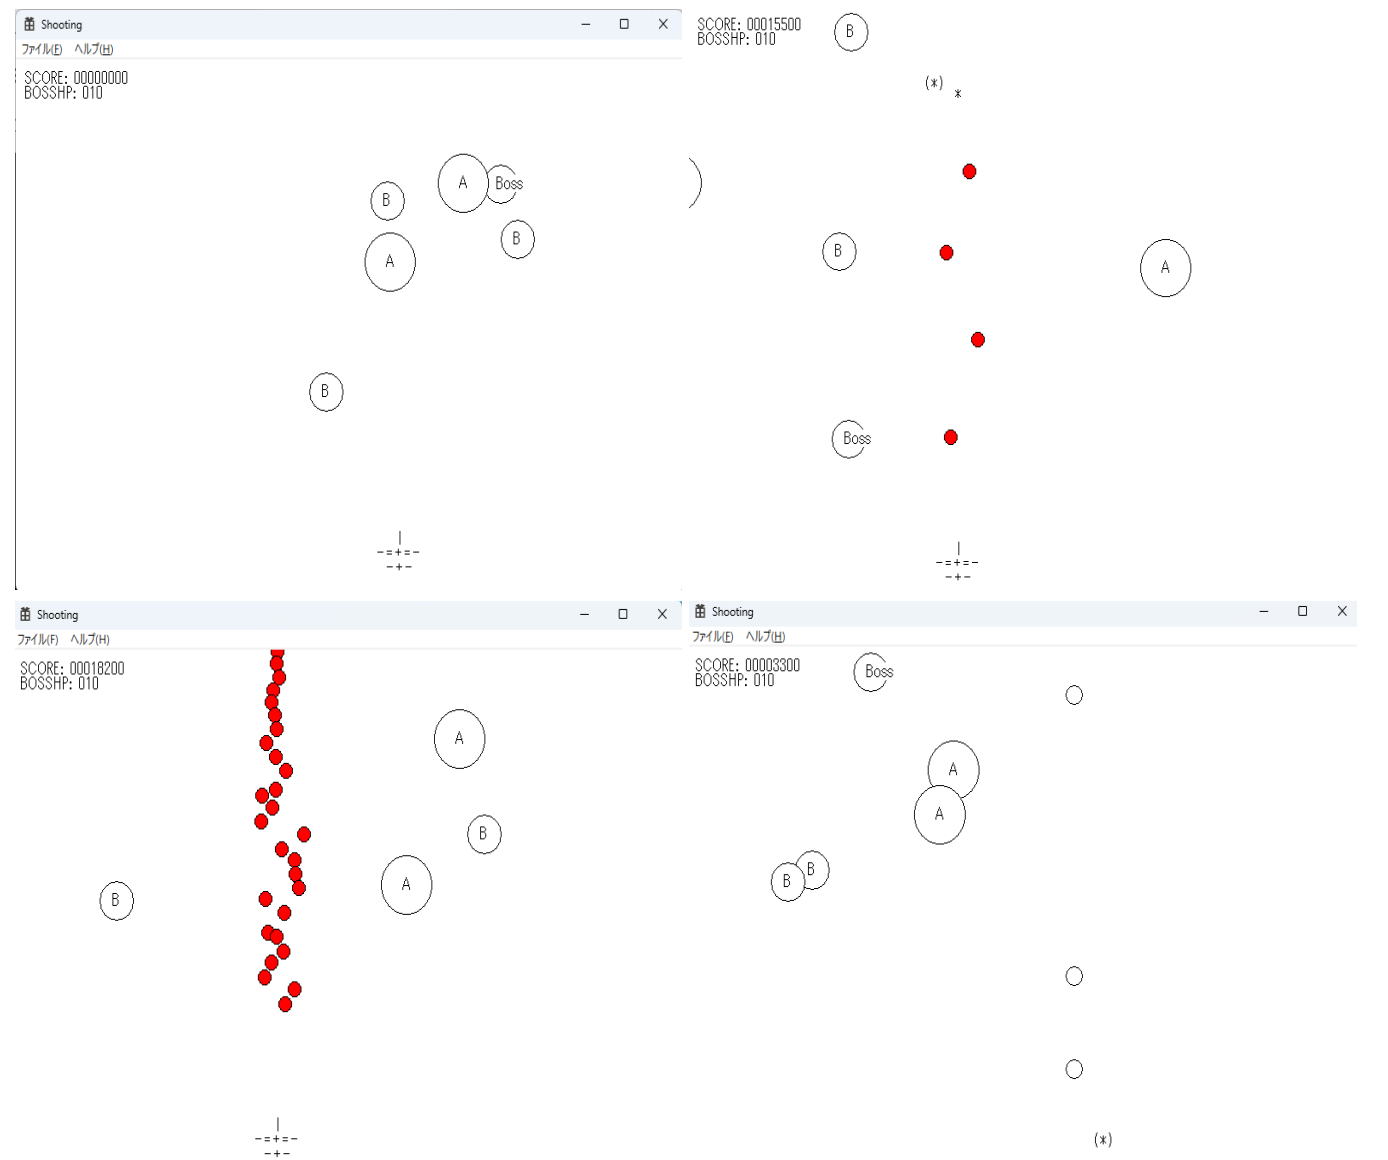 Shooting
ファイル(F) ヘルプ(H)
SCORE: 00000000
BOSSHP: 010
A
Boss
B
B
A
B
|
-=+=-
-+-
SCORE: 00015500
BOSSHP: 010
B
(*)
*
B
A
Boss
|
-=+=-
-+-
Shooting
ファイル(F) ヘルプ(H)
SCORE: 00018200
BOSSHP: 010
A
B
A
B
|
-=+=-
-+-
Shooting
ファイル(F) ヘルプ(H)
SCORE: 00003300
BOSSHP: 010
Boss
A
A
B
B
(*)